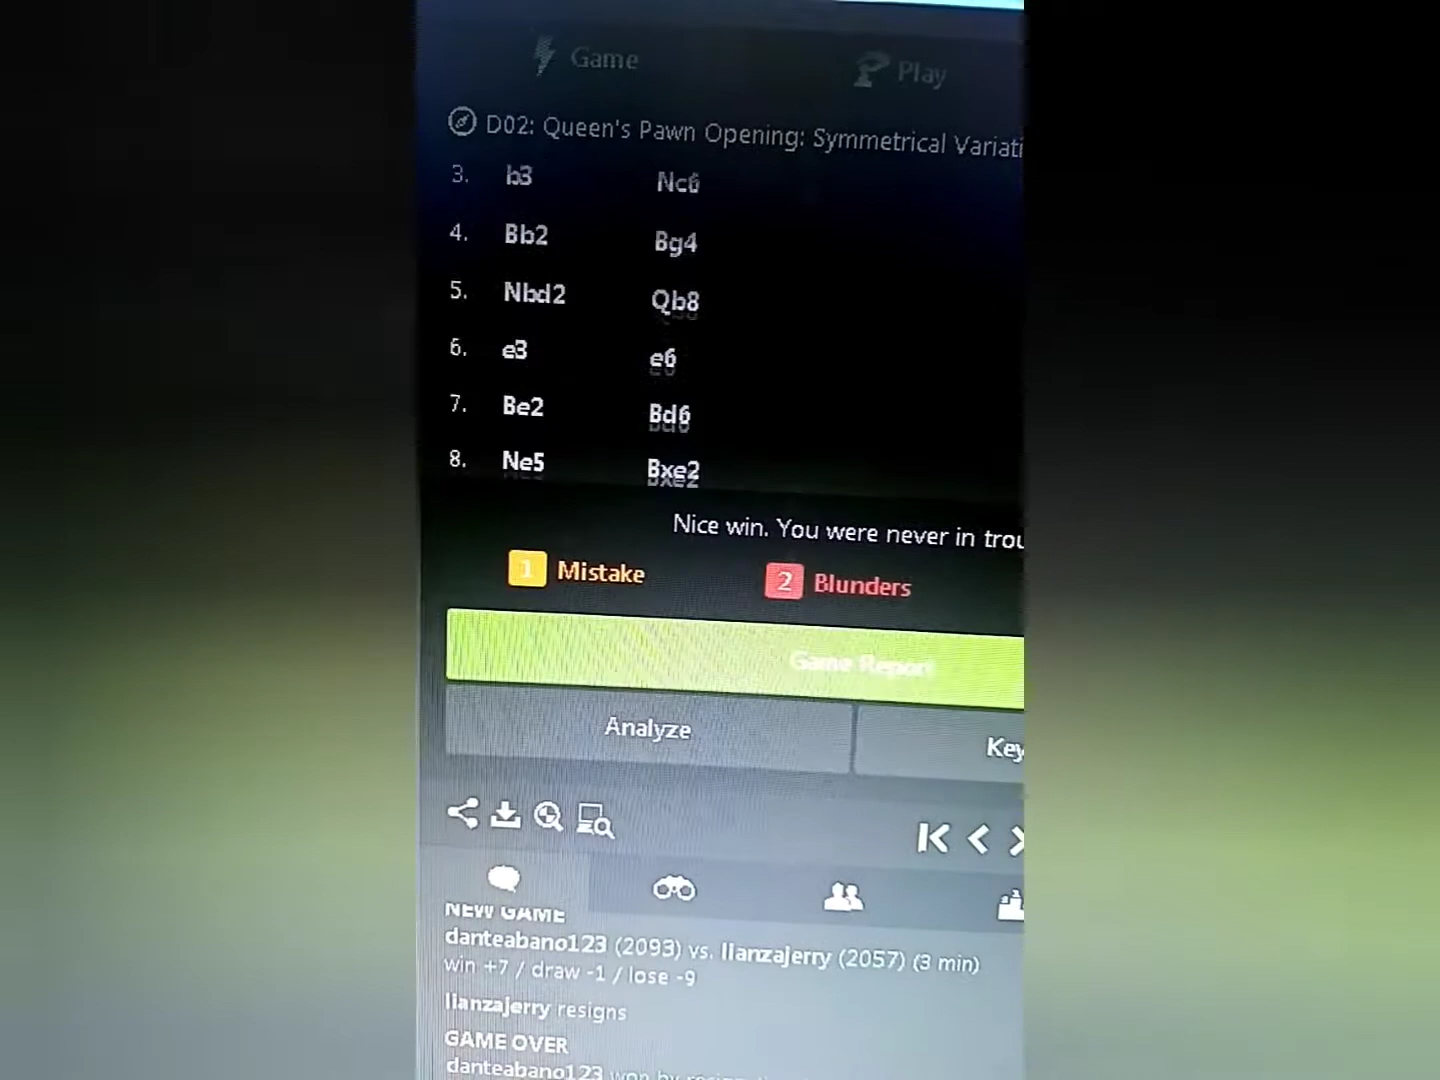 Game Play
D02: Queen's Pawn Opening: Symmetrical Variati
3. b3 Nc6
4. Bb2 Bg4
5. Nbd2 Qb8
6. e3 e6
7. Be2 Bd6
8. Ne5 Bxe2
Nice win. You were never in trou
1 Mistake 2 Blunders
Game Report
Analyze Key
NEW GAME
danteabano123 (2093) vs. llanzajerry (2057) (3 min)
win +7 / draw -1 / lose -9
llanzajerry resigns
GAME OVER
danteabano123 won by